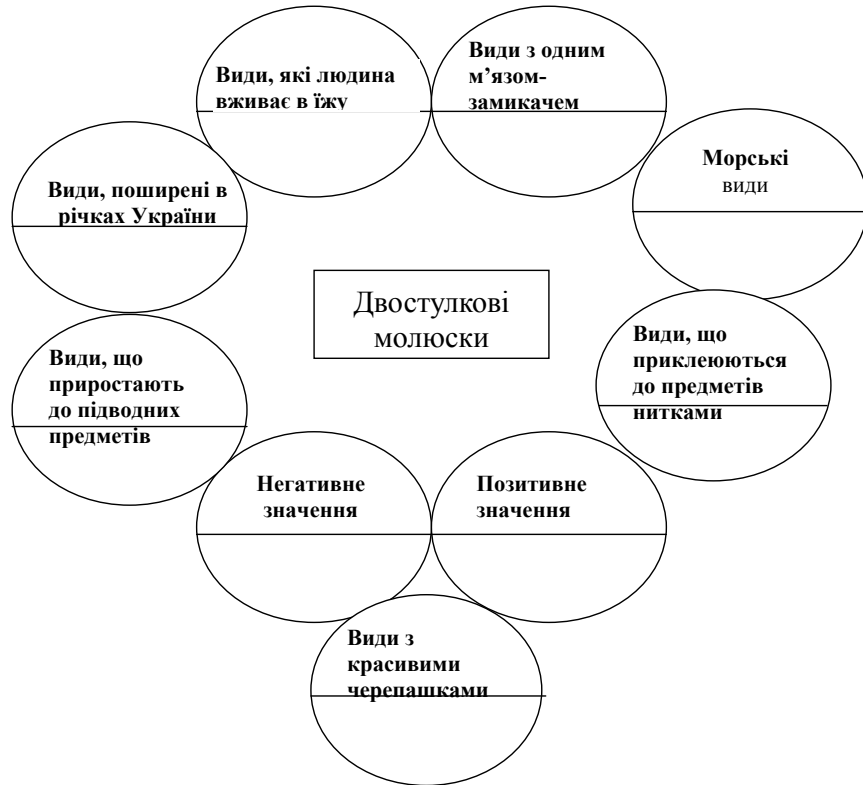 Види, які людина
вживає в їжу
Види з одним
м’язом-
замикачем
Морські
види
Види, поширені в
річках України
Двостулкові
молюски
Види, що
приклеюються
до предметів
нитками
Види, що
приростають
до підводних
предметів
Негативне
значення
Позитивне
значення
Види з
красивими
черепашками